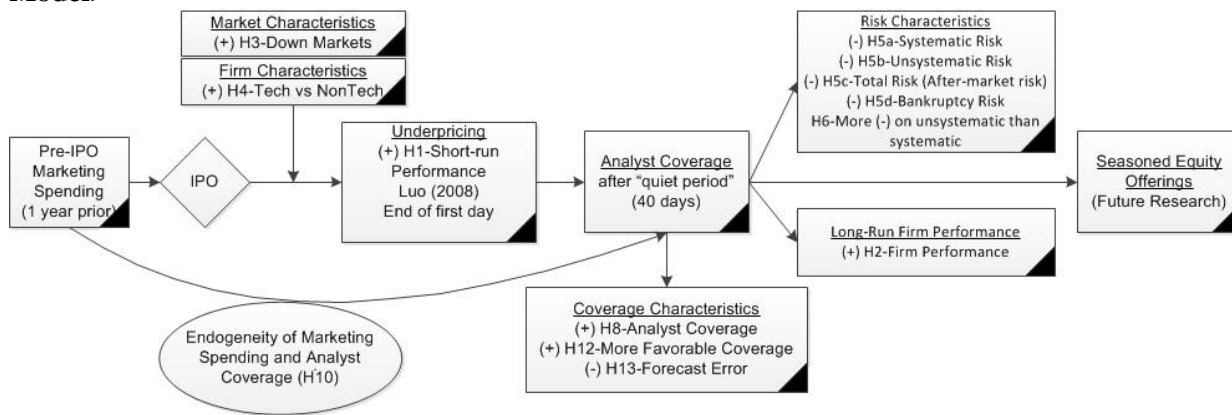 Model.
Market Characteristics
(+) H3-Down Markets
Firm Characteristics
(+) H4-Tech vs NonTech
Pre-IPO
Marketing
Spending
(1 year prior)
IPO
Underpricing
(+) H1-Short-run
Performance
Luo (2008)
End of first day
Analyst Coverage
after “quiet period”
(40 days)
Risk Characteristics
(-) H5a-Systematic Risk
(-) H5b-Unsystematic Risk
(-) H5c-Total Risk (After-market risk)
(-) H5d-Bankruptcy Risk
H6-More (-) on unsystematic than
systematic
Seasoned Equity
Offerings
(Future Research)
Long-Run Firm Performance
(+) H2-Firm Performance
Coverage Characteristics
(+) H8-Analyst Coverage
(+) H12-More Favorable Coverage
(-) H13-Forecast Error
Endogeneity of Marketing
Spending and Analyst
Coverage (H10)